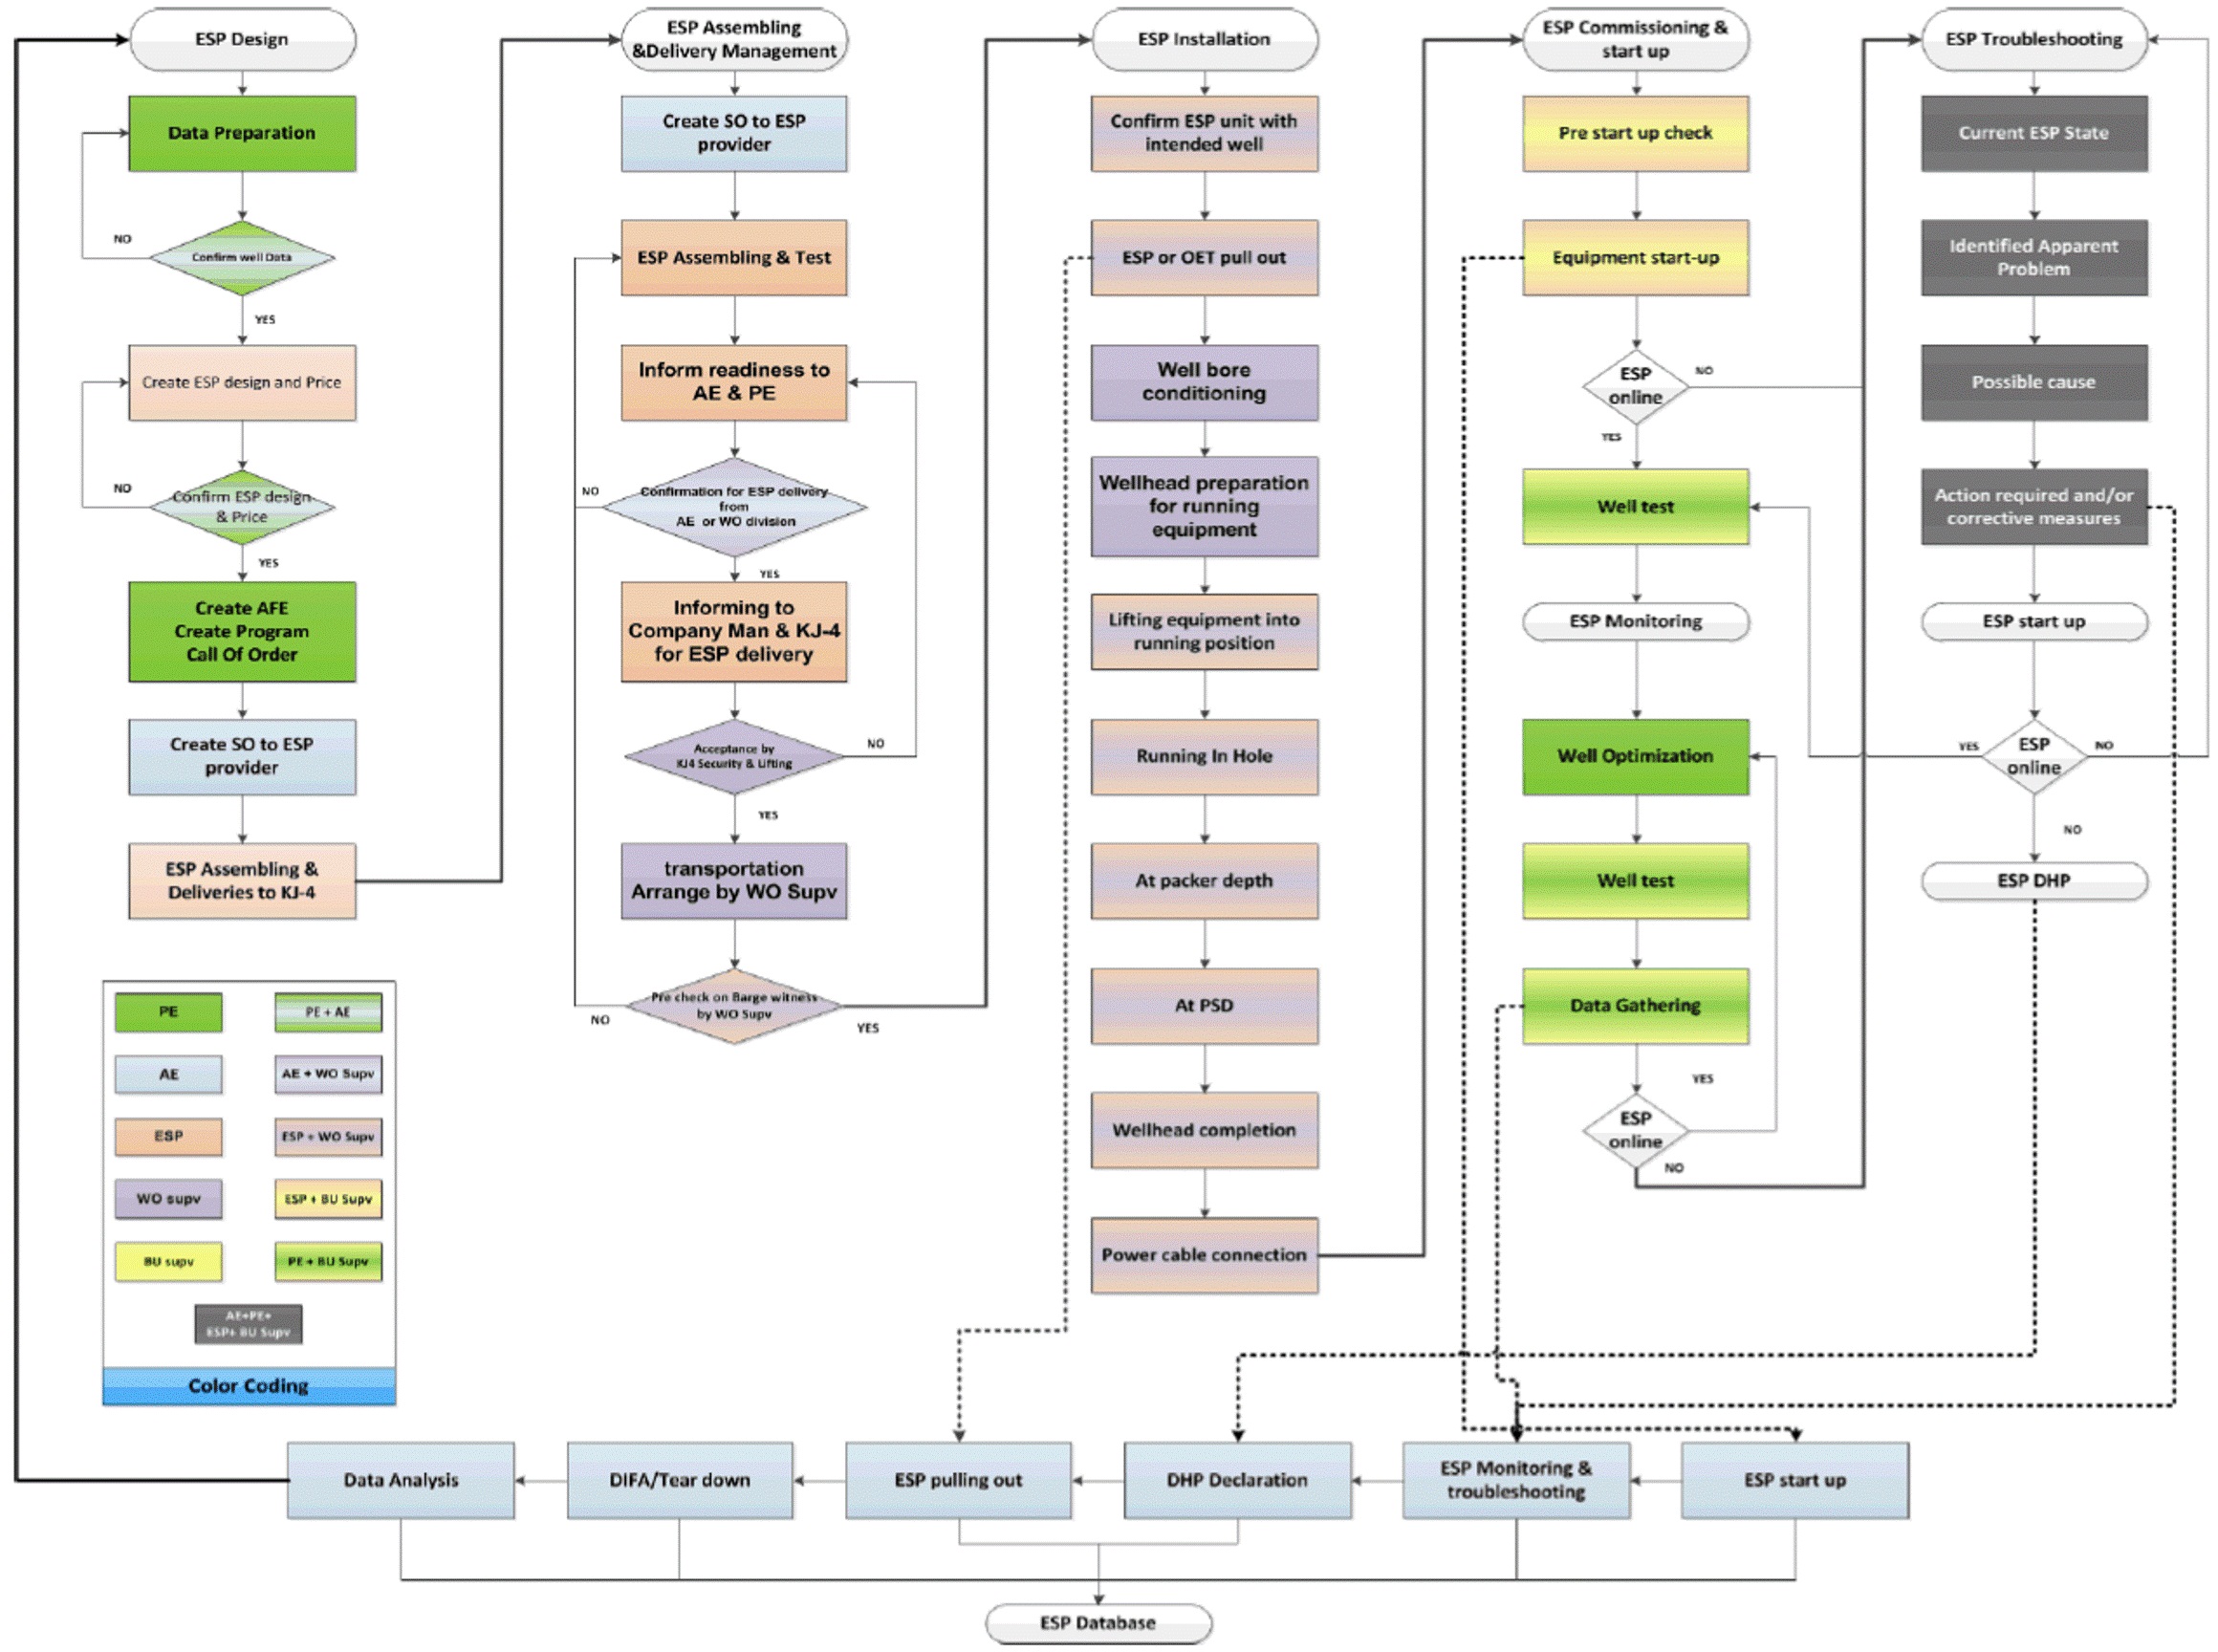 ESP Design
Data Preparation
NO
Confirm well Data
YES
Create ESP design and Price
NO
Confirm ESP design
& Price
YES
Create AFE
Create Program
Call Of Order
Create SO to ESP
provider
ESP Assembling &
Deliveries to KJ-4
PE
PE + AE
AE
AE + WO Supv
ESP
ESP + WO Supv
WO supv
ESP + BU Supv
BU supv
PE + BU Supv
AE+PE+
ESP+ BU Supv
Color Coding
ESP Assembling
&Delivery Management
Create SO to ESP
provider
ESP Assembling & Test
Inform readiness to
AE & PE
NO
Confirmation for ESP delivery
from
AE or WO division
YES
Informing to
Company Man & KJ-4
for ESP delivery
Acceptance by
KJ4 Security & Lifting
NO
YES
transportation
Arrange by WO Supv
Pre check on Barge witness
by WO Supv
NO
YES
ESP Installation
Confirm ESP unit with
intended well
ESP or OET pull out
Well bore
conditioning
Wellhead preparation
for running
equipment
Lifting equipment into
running position
Running In Hole
At packer depth
At PSD
Wellhead completion
Power cable connection
ESP Commissioning &
start up
Pre start up check
Equipment start-up
ESP
online
NO
YES
Well test
ESP Monitoring
Well Optimization
Well test
Data Gathering
YES
ESP
online
NO
ESP Troubleshooting
Current ESP State
Identified Apparent
Problem
Possible cause
Action required and/or
corrective measures
ESP start up
YES
ESP
online
NO
NO
ESP DHP
Data Analysis
DIFA/Tear down
ESP pulling out
DHP Declaration
ESP Monitoring &
troubleshooting
ESP start up
ESP Database